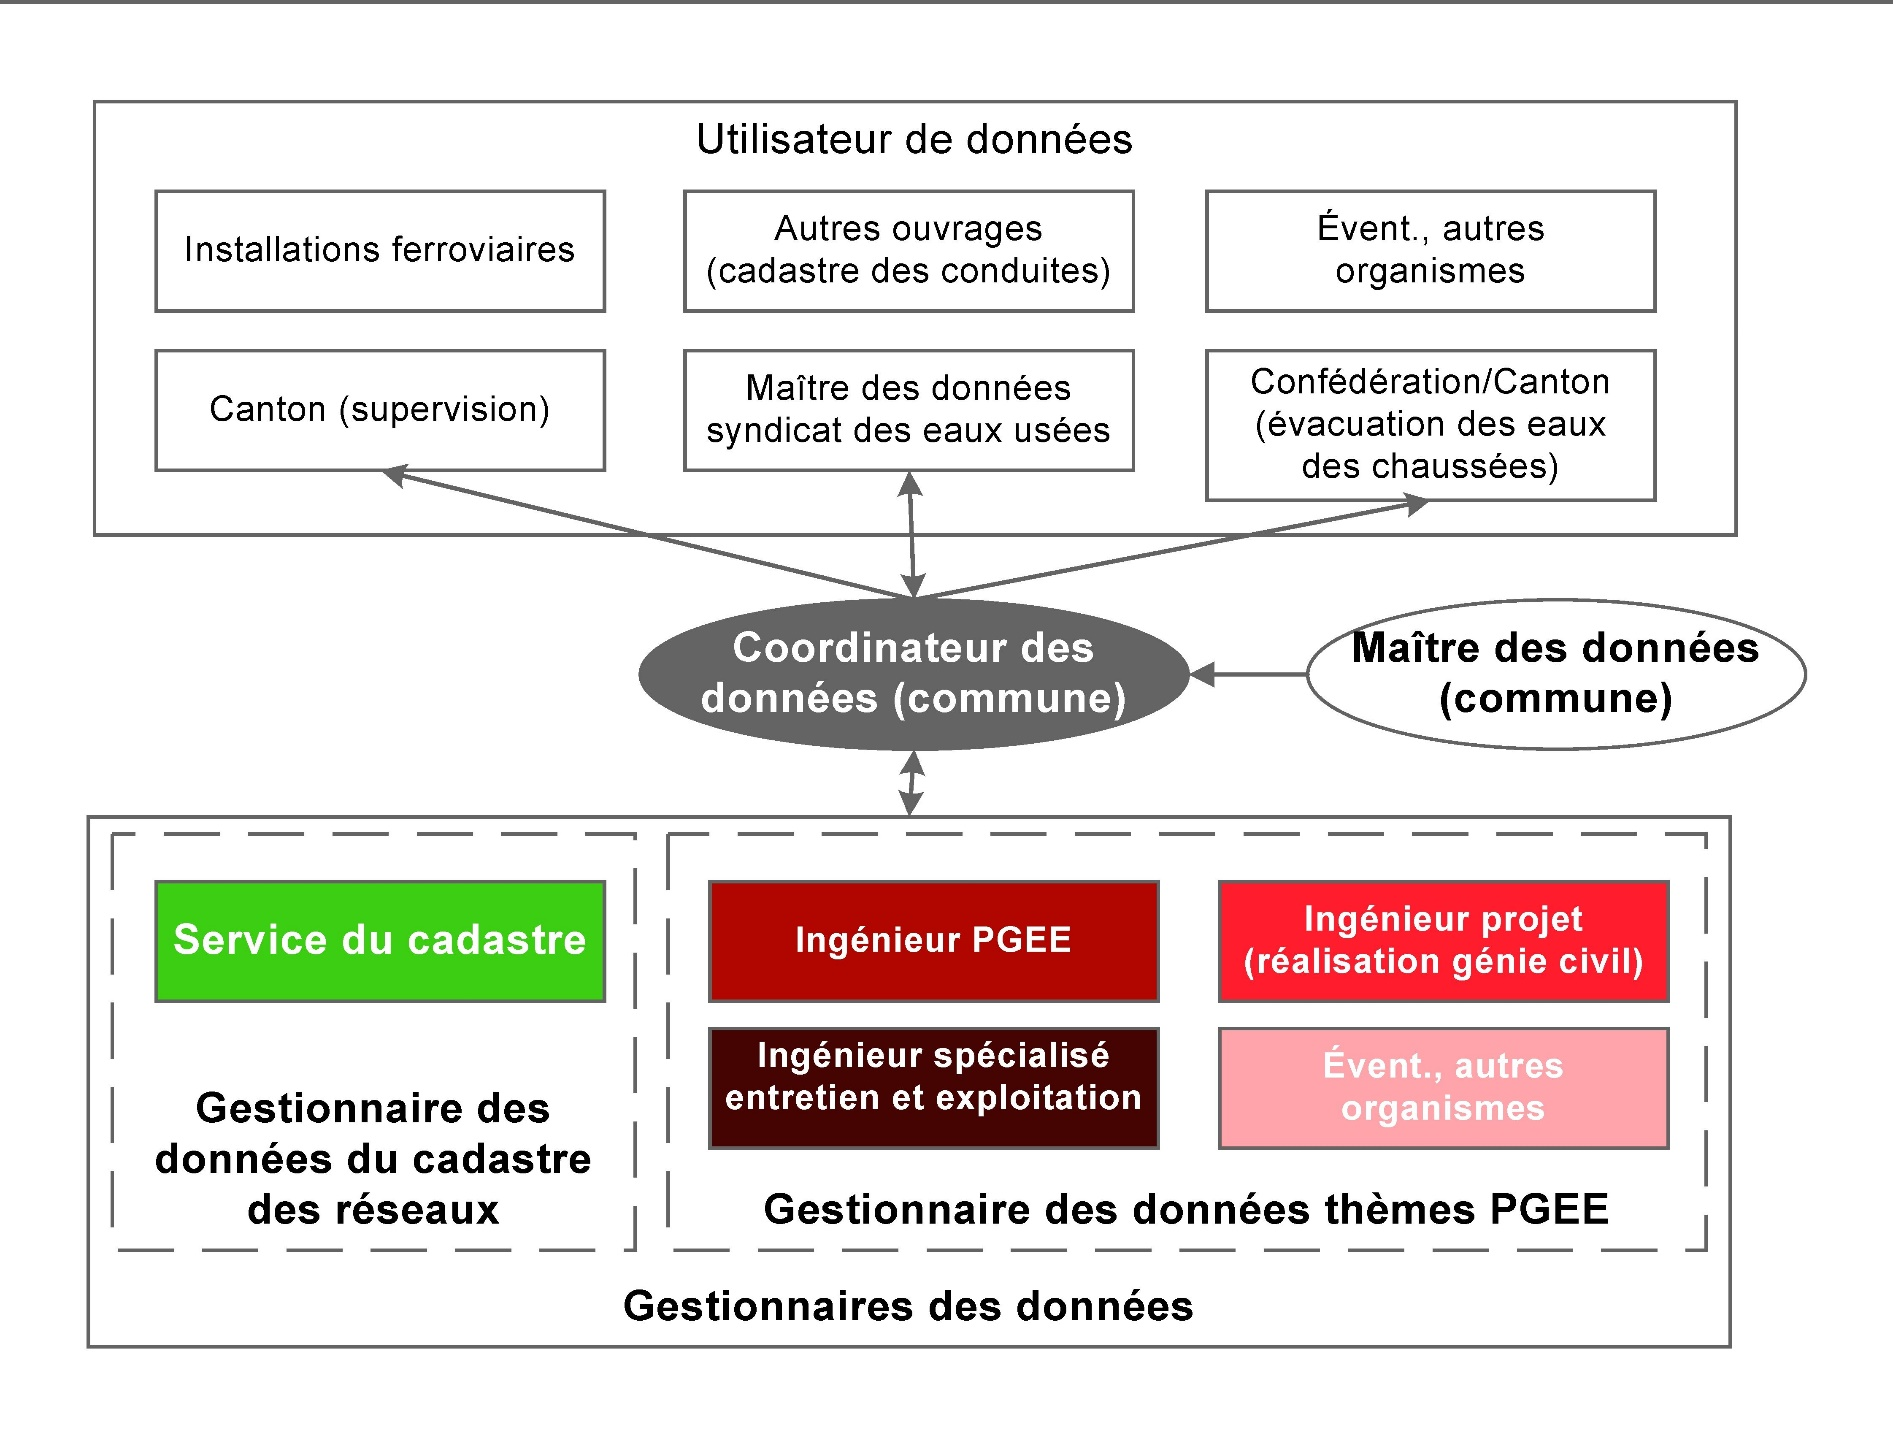 Utilisateur de données
Installations ferroviaires
Autres ouvrages
(cadastre des conduites)
Évent., autres
organismes
Canton (supervision)
Maître des données
syndicat des eaux usées
Confédération/Canton
(évacuation des eaux
des chaussées)
Coordinateur des
données (commune)
Maître des données
(commune)
Service du cadastre
Gestionnaire des
données du cadastre
des réseaux
Ingénieur PGEE
Ingénieur projet
(réalisation génie civil)
Ingénieur spécialisé
entretien et exploitation
Évent., autres
organismes
Gestionnaire des données thèmes PGEE
Gestionnaires des données